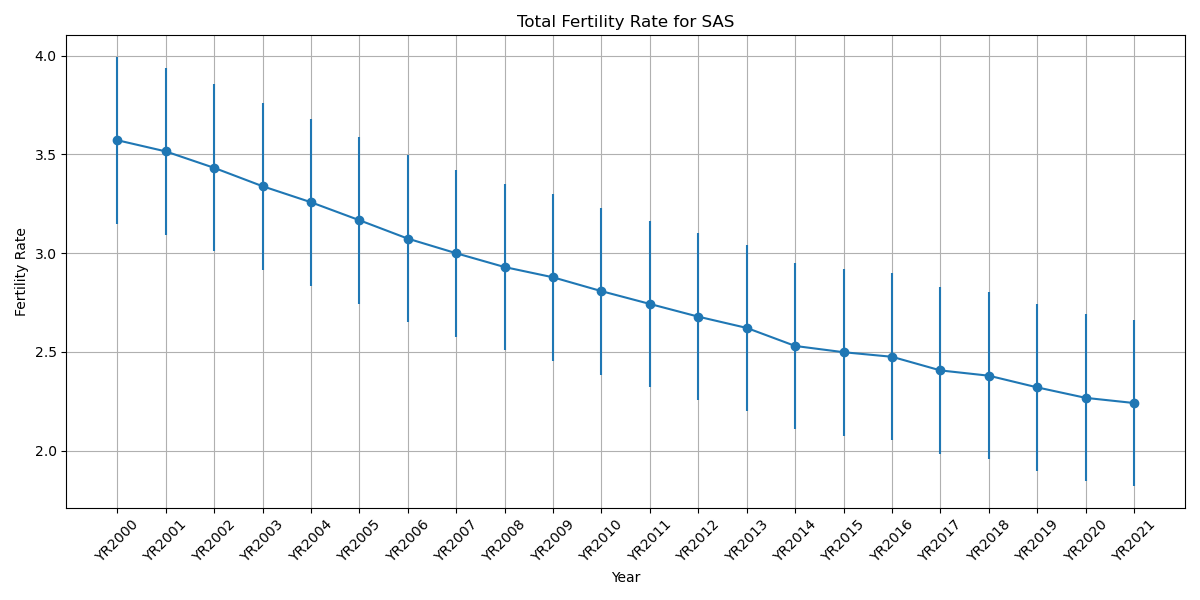 Total Fertility Rate for SAS
Fertility Rate
4.0
3.5
3.0
2.5
2.0
YR2000
YR2001
YR2002
YR2003
YR2004
YR2005
YR2006
YR2007
YR2008
YR2009
YR2010
YR2011
YR2012
YR2013
YR2014
YR2015
YR2016
YR2017
YR2018
YR2019
YR2020
YR2021
Year